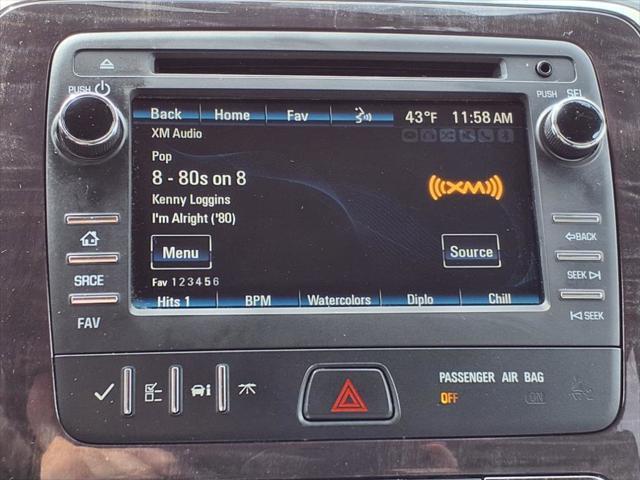 PUSH
PUSH SEL
Back Home Fav 43°F 11:58 AM
XM Audio
Pop
8 - 80s on 8
Kenny Loggins
I'm Alright ('80)
XM
Menu Source
Fav 1 2 3 4 5 6
Hits 1 BPM Watercolors Diplo Chill
SRCE
FAV
BACK
SEEK
SEEK
PASSENGER AIR BAG
OFF ON